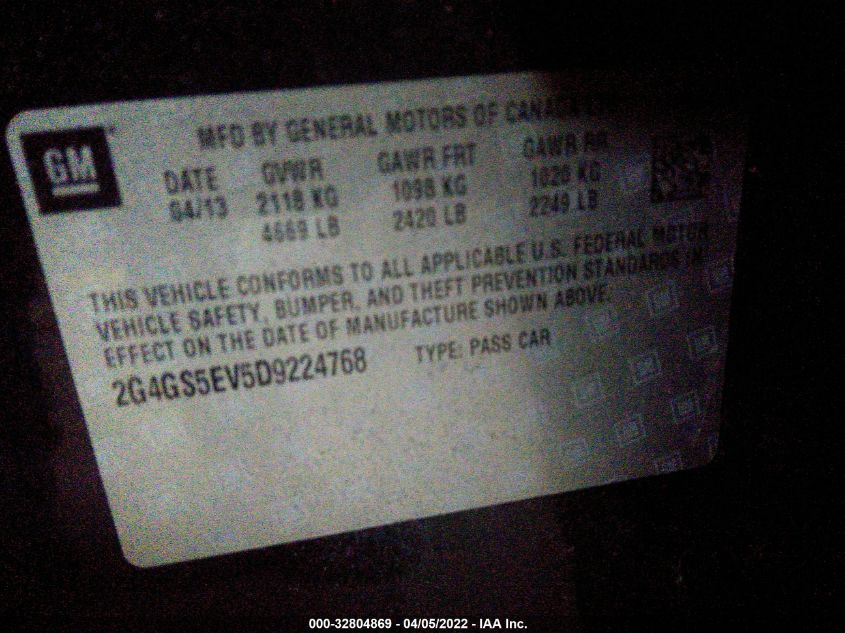 GM
MFD BY GENERAL MOTORS OF CANADA
DATE GVWR GAWR FRT GAWR RR
04/13 2118 KG 1098 KG 1020 KG
4669 LB 2420 LB 2249 LB
THIS VEHICLE CONFORMS TO ALL APPLICABLE U.S. FEDERAL MOTOR
VEHICLE SAFETY, BUMPER, AND THEFT PREVENTION STANDARDS IN
EFFECT ON THE DATE OF MANUFACTURE SHOWN ABOVE.
2G4GS5EV5D9224768 TYPE: PASS CAR
000-32804869 - 04/05/2022 - IAA Inc.